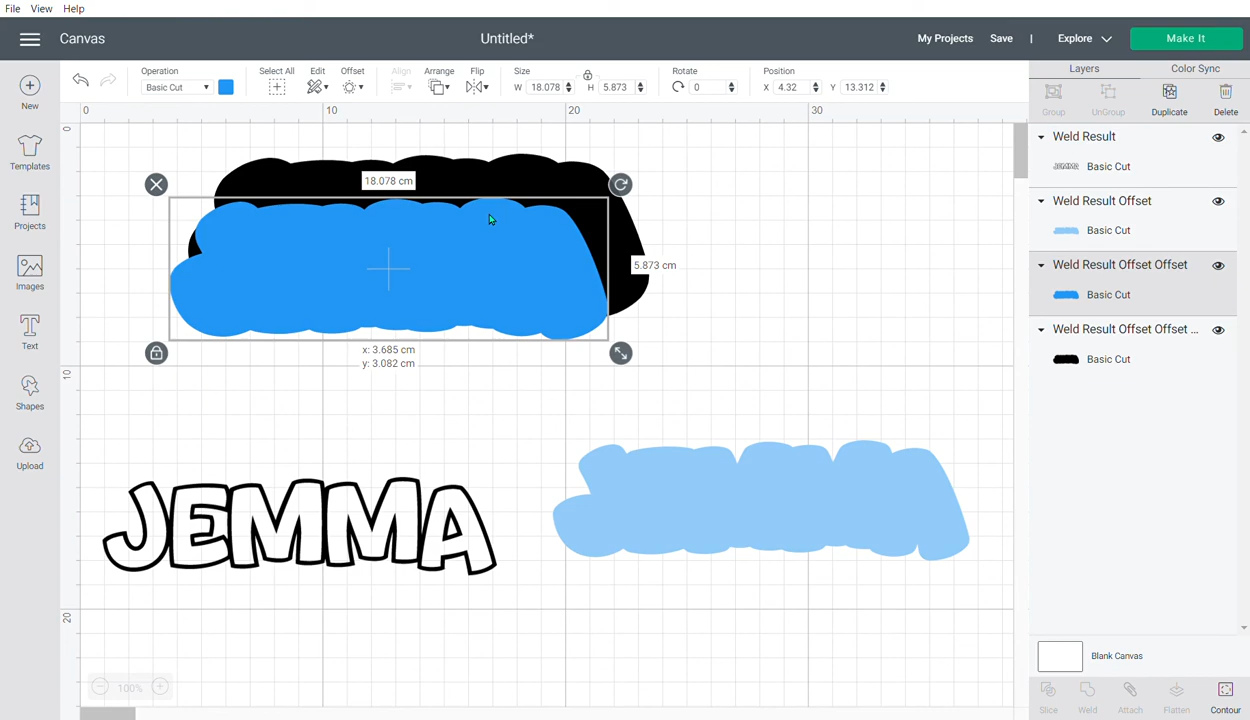 File View Help
Canvas
Untitled*
My Projects Save | Explore Make It
New
Templates
Projects
Images
Text
Shapes
Upload
Operation
Basic Cut
Select All
Edit
Offset
Align
Arrange
Flip
Size
W 18.078 H 5.873
Rotate
0
Position
X 4.32 Y 13.312
0 10 20 30
0
10
20
18.078 cm
5.873 cm
x: 3.685 cm
y: 3.082 cm
JEMMA
100%
Layers Color Sync
Group UnGroup Duplicate Delete
Weld Result
JEMMA Basic Cut
Weld Result Offset
Basic Cut
Weld Result Offset Offset
Basic Cut
Weld Result Offset Offset ...
Basic Cut
Blank Canvas
Slice Weld Attach Flatten Contour